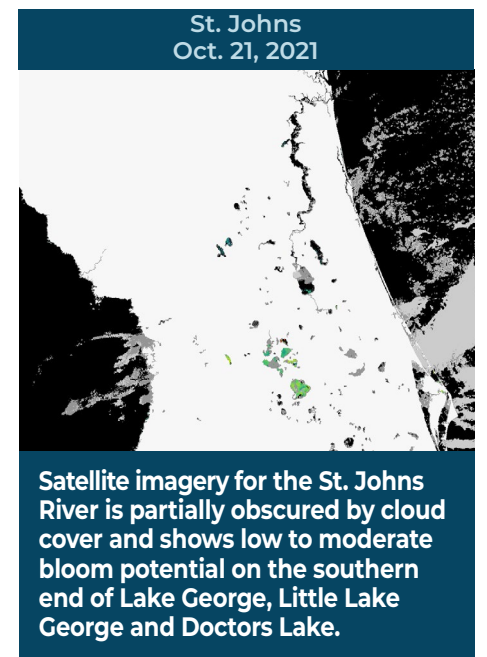 St. Johns
Oct. 21, 2021
Satellite imagery for the St. Johns
River is partially obscured by cloud
cover and shows low to moderate
bloom potential on the southern
end of Lake George, Little Lake
George and Doctors Lake.